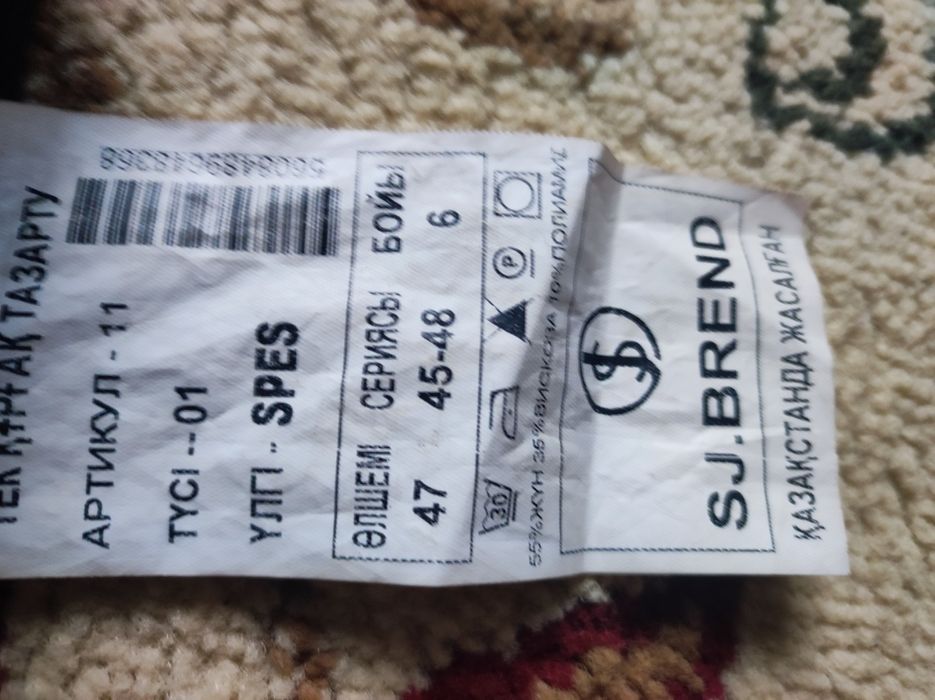 ТЕК ҚҰРҒАҚ ТАЗАРТУ
АРТИКУЛ - 11
ТҮСІ -- 01
ҮЛГІ -- SPES
ӨЛШЕМІ СЕРИЯСЫ БОЙЫ
47 45-48 6
30 P
55%ЖҮН 35%ВИСКОЗА 10%ПОЛИАМИД
SJ
SJ.BREND
ҚАЗАҚСТАНДА ЖАСАЛҒАН